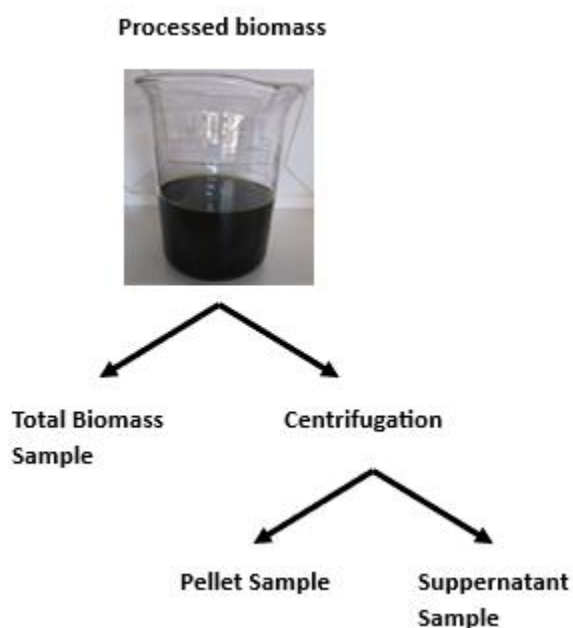 Processed biomass
Total Biomass
Sample
Centrifugation
Pellet Sample
Suppernatant
Sample